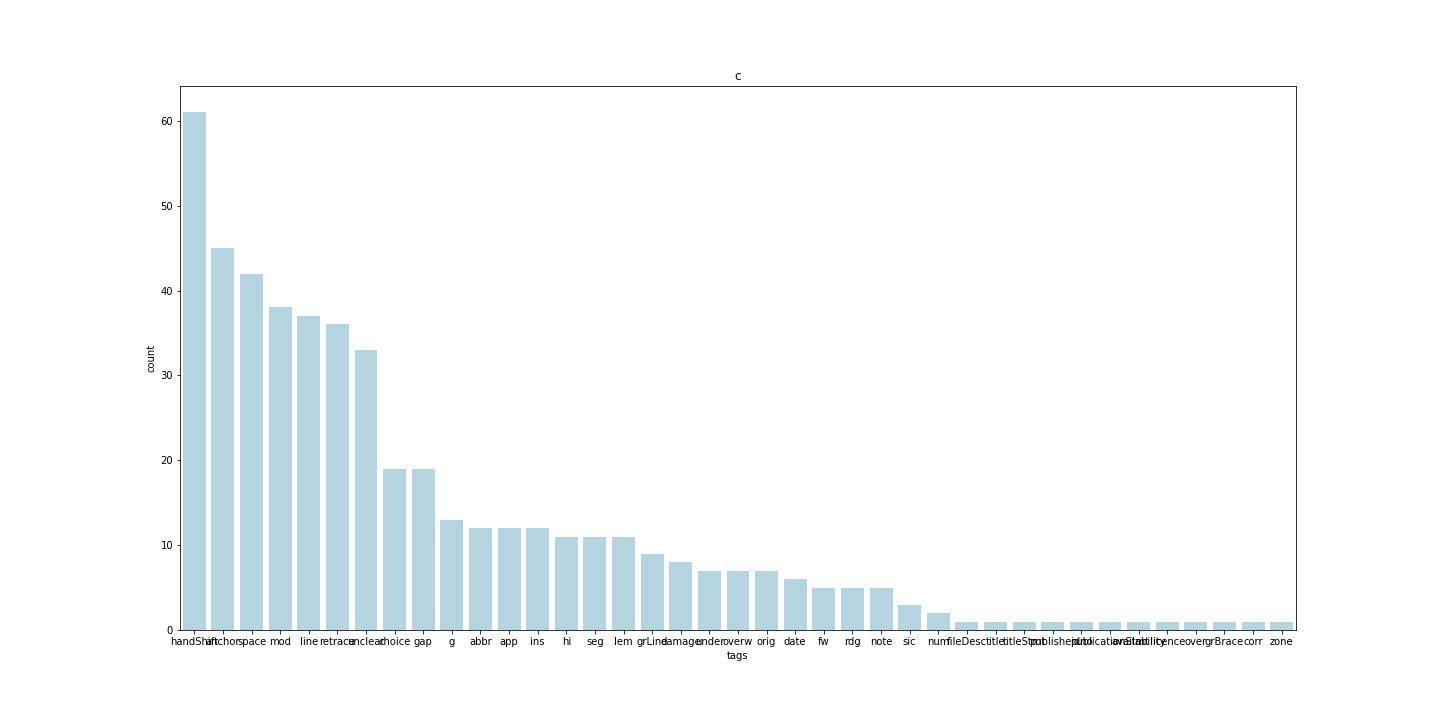 c
60
50
40
30
20
10
0
count
handShift anchor space mod line retrace unclear choice gap g abbr app ins hi seg lem grLine damage under overw orig date fw rdg note sic num fileDesc title titleStmt publisher pubPlace publicationStmt availability licence over grBrace corr zone
tags